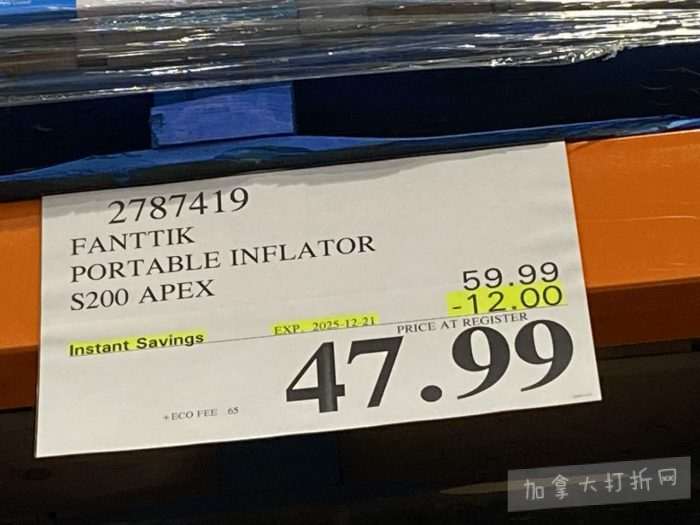 2787419
FANTTIK
PORTABLE INFLATOR
S200 APEX
59.99
-12.00
Instant Savings
EXP. 2025-12-21
PRICE AT REGISTER
47.99
+ECO FEE .65
加拿大打折网